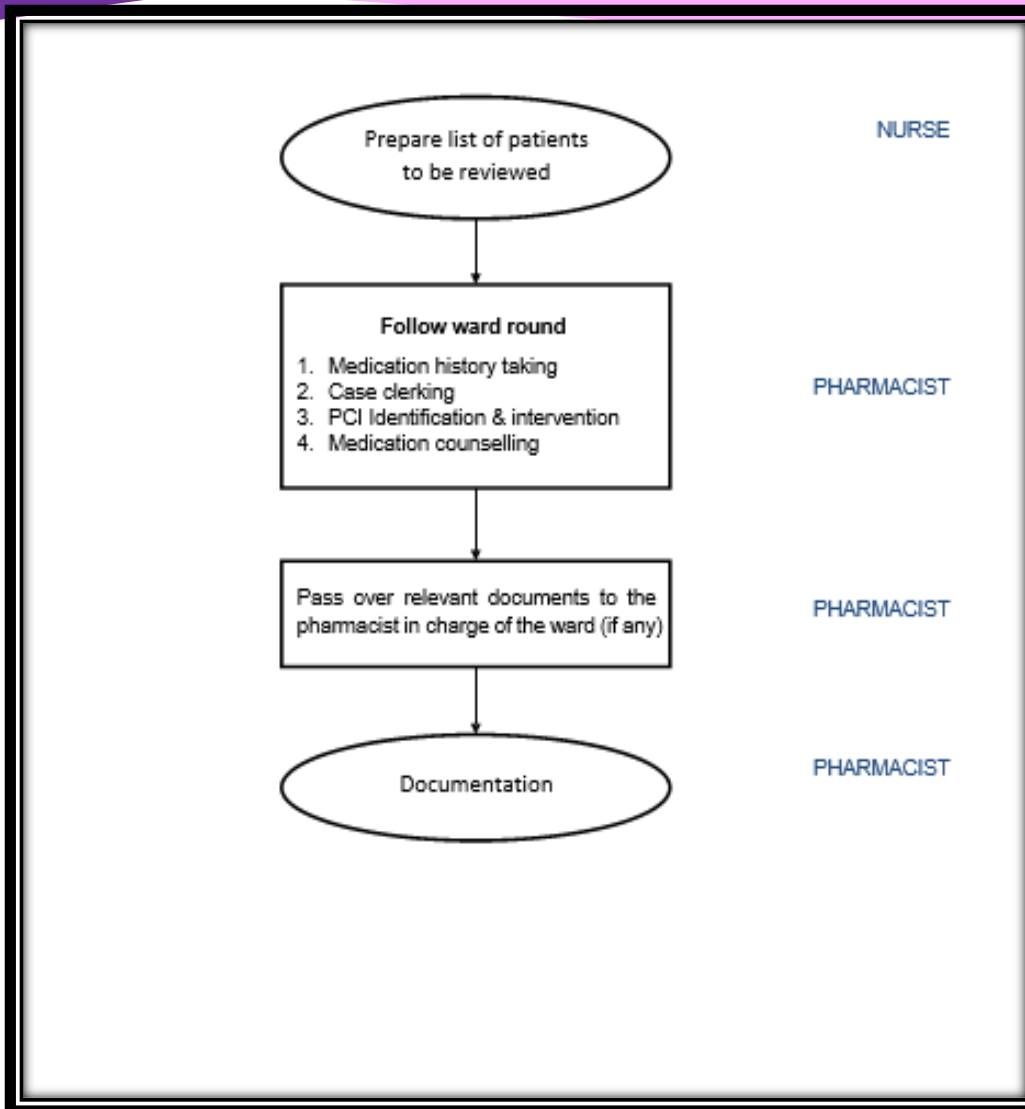 Prepare list of patients
to be reviewed
NURSE
Follow ward round
1. Medication history taking
2. Case clerking
3. PCI Identification & intervention
4. Medication counselling
PHARMACIST
Pass over relevant documents to the
pharmacist in charge of the ward (if any)
PHARMACIST
Documentation
PHARMACIST